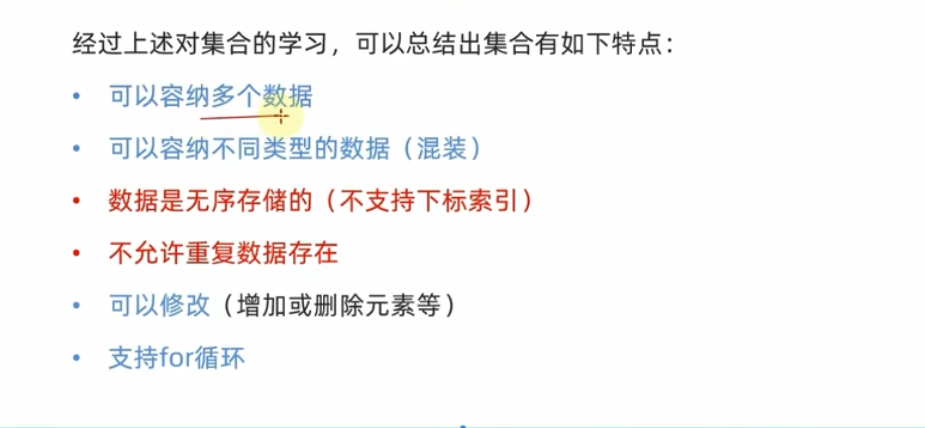 经过上述对集合的学习，可以总结出集合有如下特点：
• 可以容纳多个数据
• 可以容纳不同类型的数据（混装）
• 数据是无序存储的（不支持下标索引）
• 不允许重复数据存在
• 可以修改（增加或删除元素等）
• 支持for循环